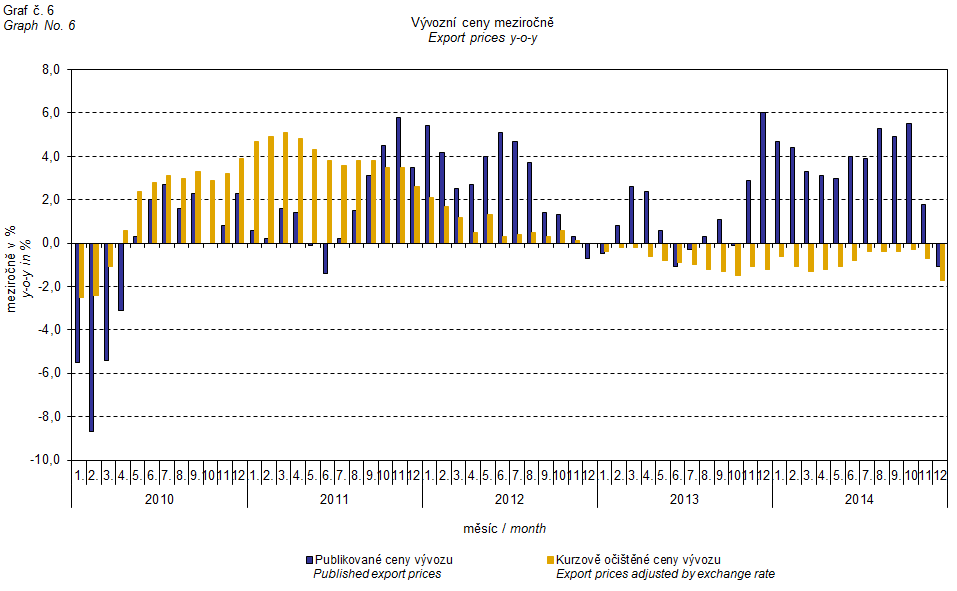 Graf č. 6
Graph No. 6
Vývozní ceny meziročně
Export prices y-o-y
meziročně v %
y-o-y in %
8,0
6,0
4,0
2,0
0,0
-2,0
-4,0
-6,0
-8,0
-10,0
1. 2. 3. 4. 5. 6. 7. 8. 9. 10 11 12 1. 2. 3. 4. 5. 6. 7. 8. 9. 10 11 12 1. 2. 3. 4. 5. 6. 7. 8. 9. 10 11 12 1. 2. 3. 4. 5. 6. 7. 8. 9. 10 11 12 1. 2. 3. 4. 5. 6. 7. 8. 9. 10 11 12
2010 2011 2012 2013 2014
měsíc / month
Publikované ceny vývozu Kurzově očištěné ceny vývozu
Published export prices Export prices adjusted by exchange rate